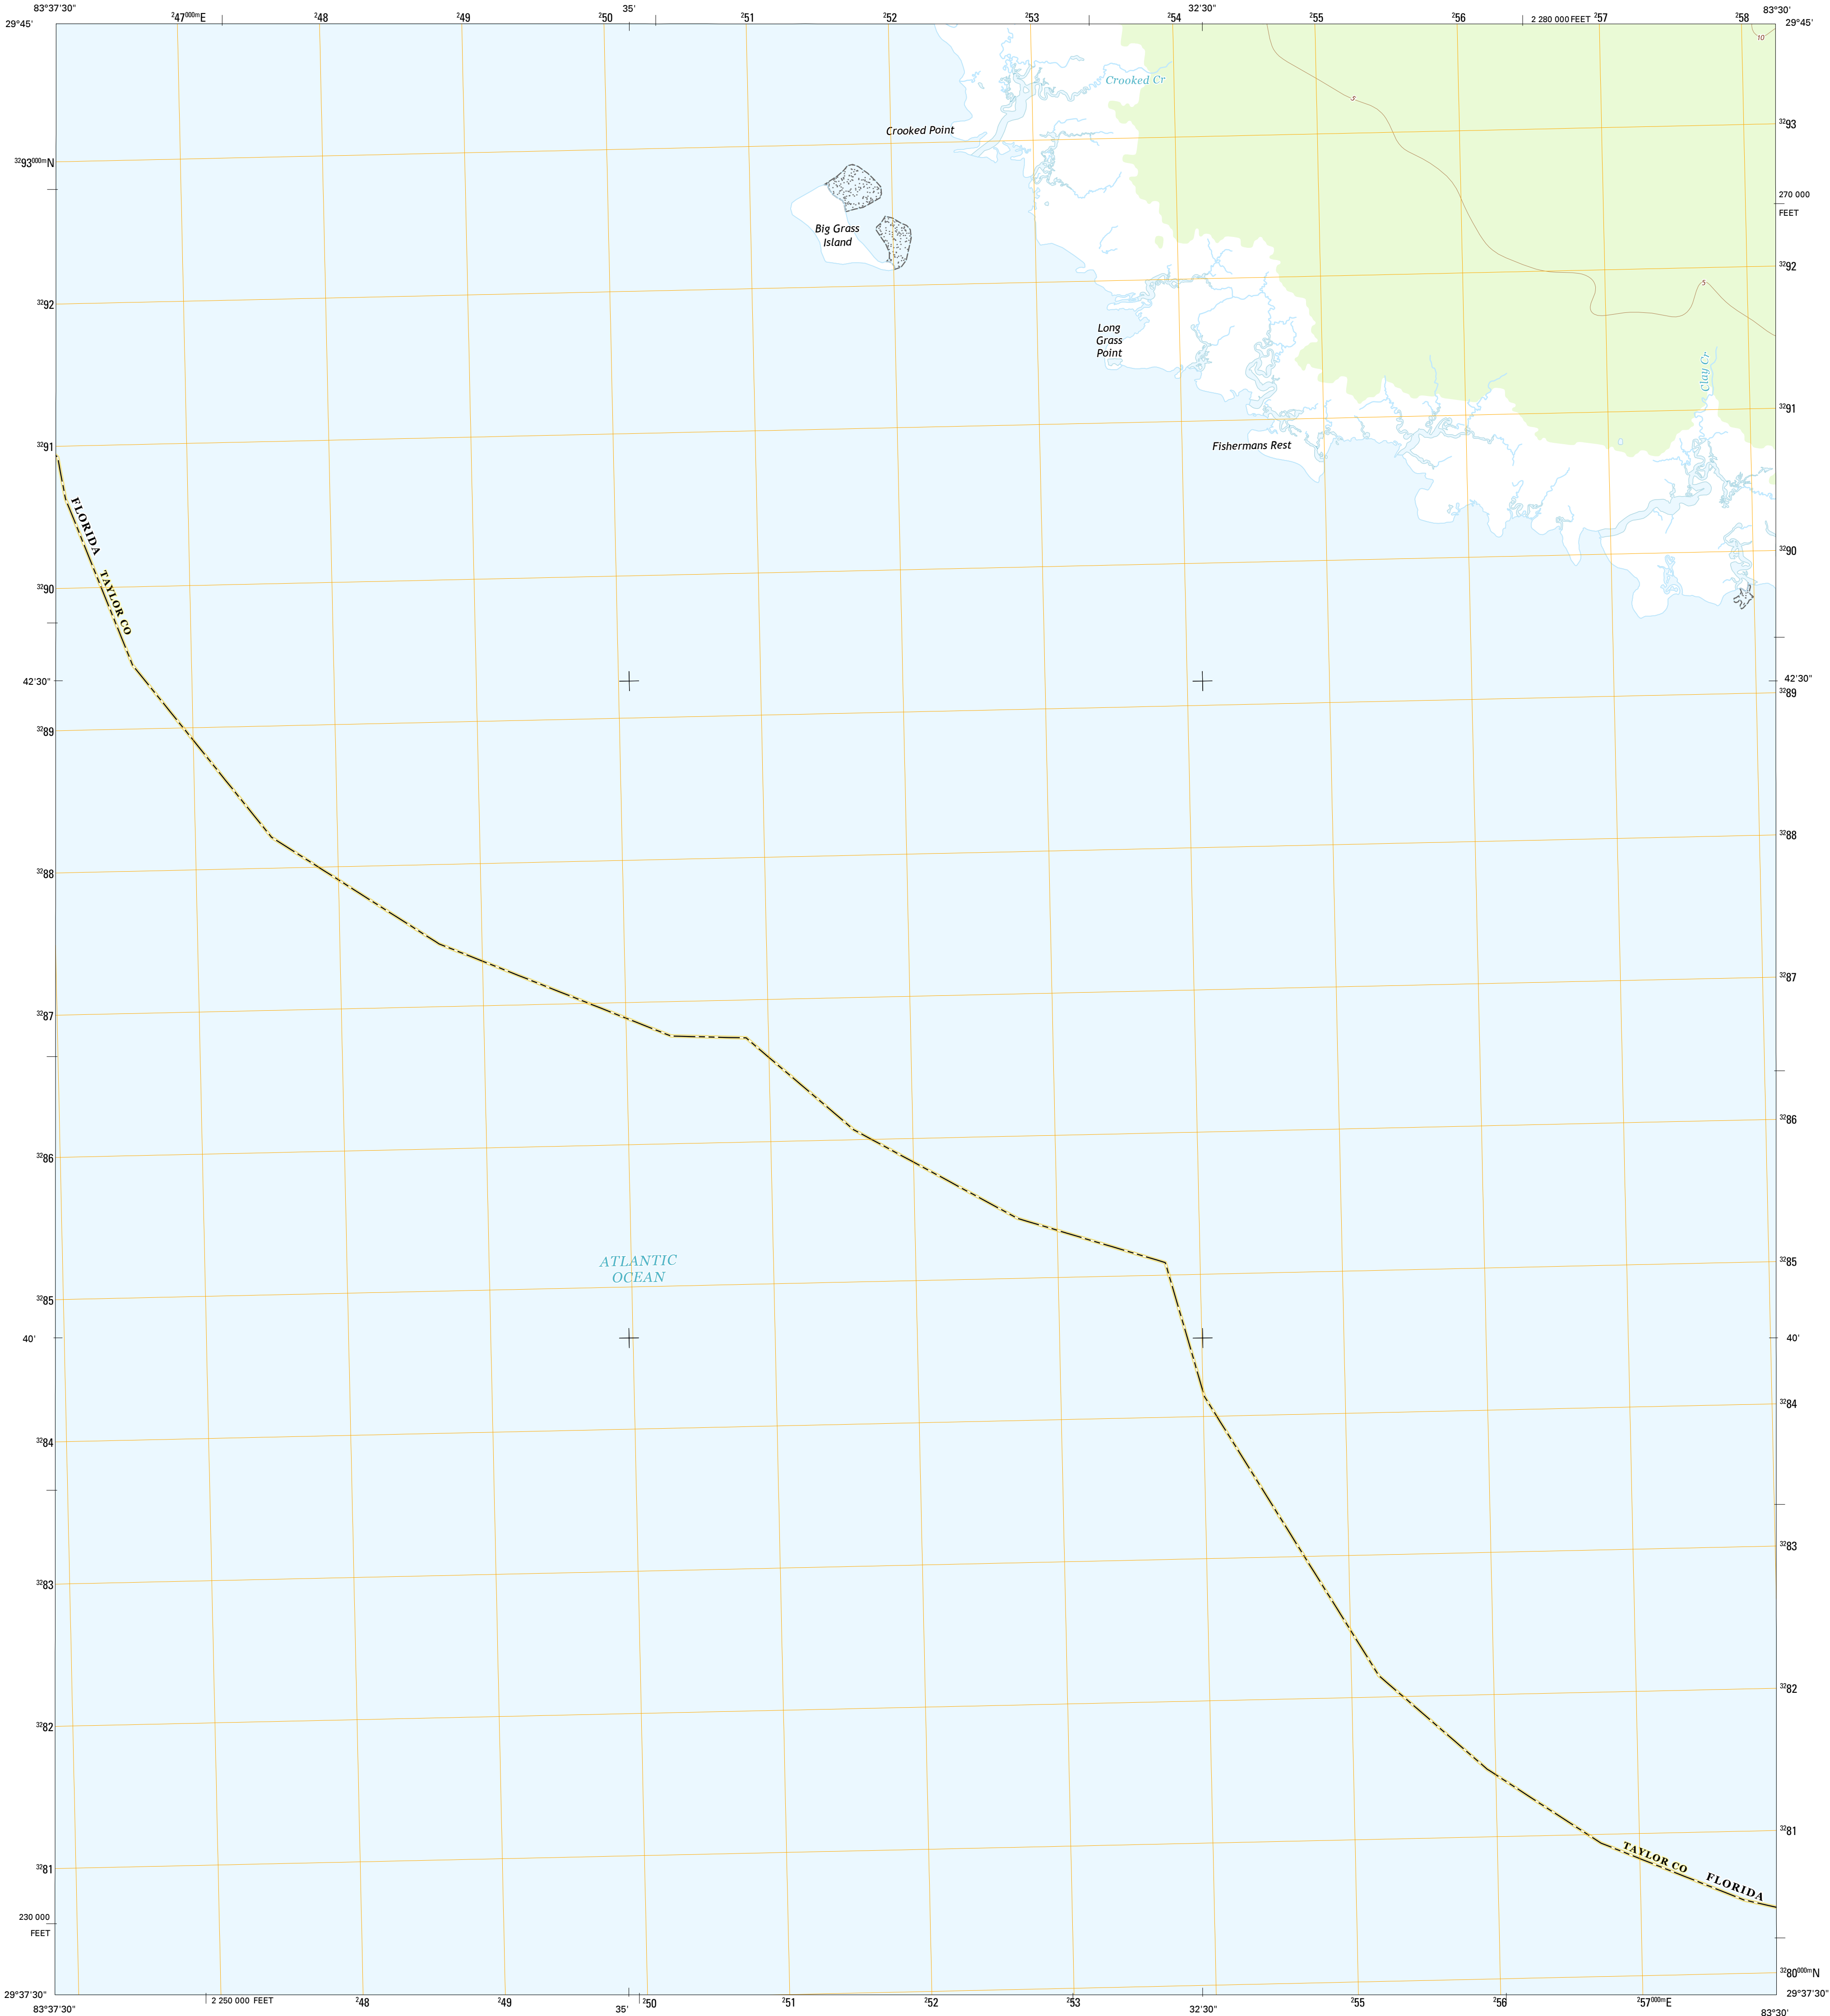 83°37'30"
²47⁰⁰⁰ᵐE
²48
²49
²50
35'
²51
²52
²53
²54
32'30"
²55
²56
2 280 000 FEET
²57
²58
83°30'
29°45'
29°45'
10
Crooked Cr
5
Crooked Point
³²93
³²93⁰⁰⁰ᵐN
270 000
FEET
Big Grass
Island
³²92
³²92
5
Long
Grass
Point
Clay Cr
³²91
³²91
Fishermans Rest
FLORIDA
TAYLOR CO
³²90
³²90
42'30"
42'30"
³²89
³²89
³²88
³²88
³²87
³²87
³²86
³²86
ATLANTIC
OCEAN
³²85
³²85
40'
40'
³²84
³²84
³²83
³²83
³²82
³²82
³²81
³²81
TAYLOR CO
FLORIDA
230 000
FEET
³²80⁰⁰⁰ᵐN
29°37'30"
29°37'30"
83°37'30"
2 250 000 FEET
²48
²49
35'
²50
²51
²52
²53
32'30"
²55
²56
²57⁰⁰⁰ᵐE
83°30'